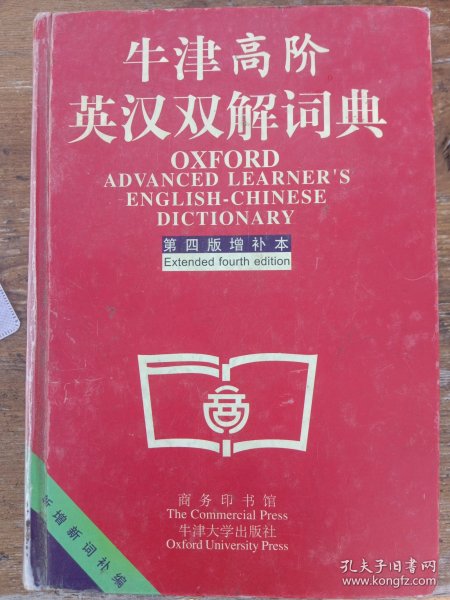 牛津高阶
英汉双解词典
OXFORD
ADVANCED LEARNER'S
ENGLISH-CHINESE
DICTIONARY
第四版增补本
Extended fourth edition
商
商务印书馆
The Commercial Press
牛津大学出版社
Oxford University Press
新增新词补编
孔夫子旧书网
www.kongfz.com